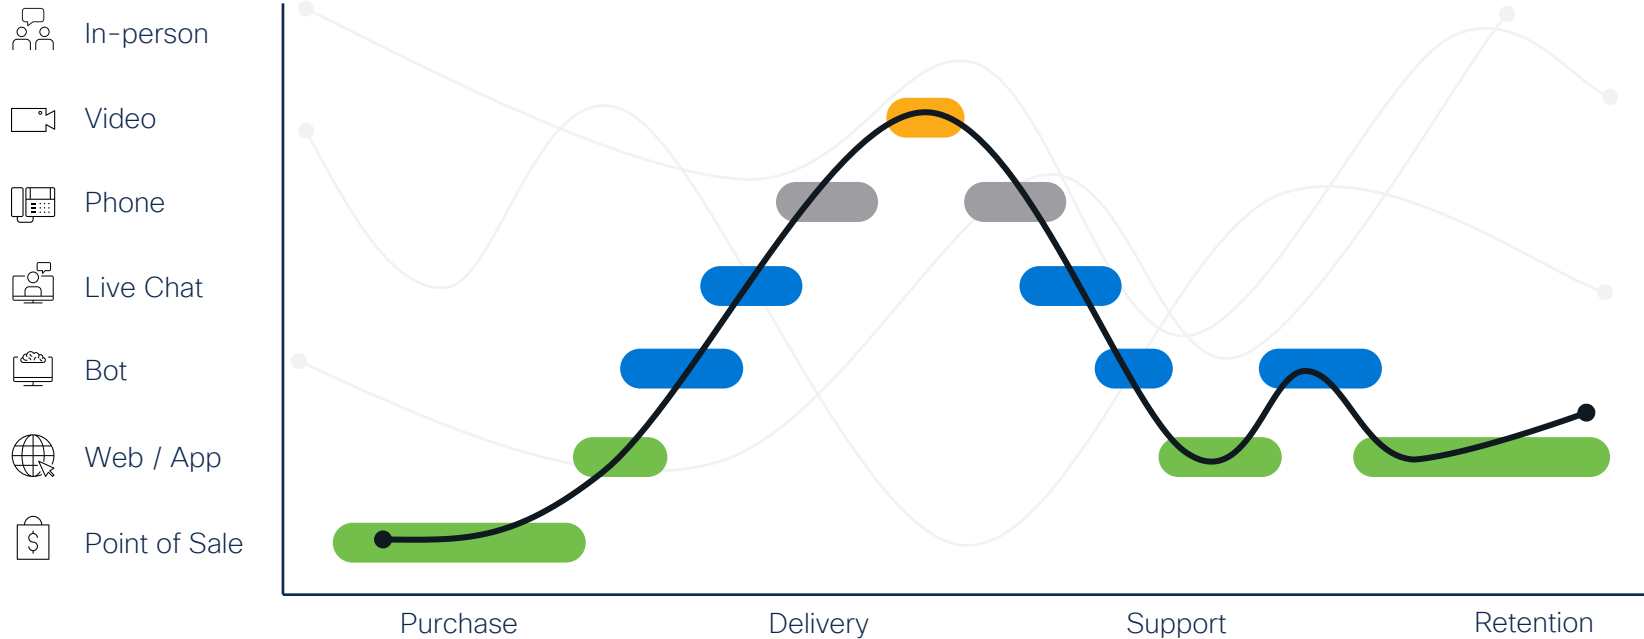 In-person
Video
Phone
Live Chat
Bot
Web / App
$
Point of Sale
Purchase
Delivery
Support
Retention